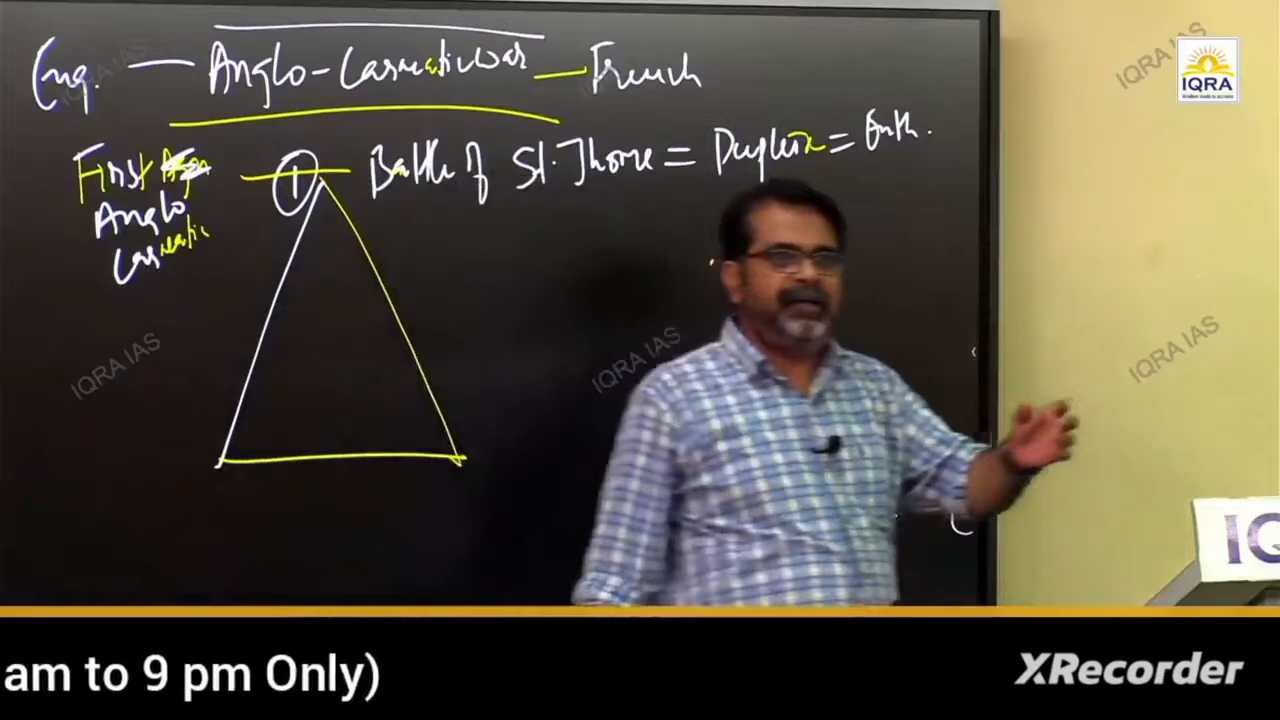 Eng. — Anglo-Carnatic War — French
First
Anglo
Carnatic
① Battle of St. Thome = Dupleix =
IQRA
IQRA IAS
IQRA IAS
IQRA IAS
IQRA IAS
IQ
am to 9 pm Only)
XRecorder